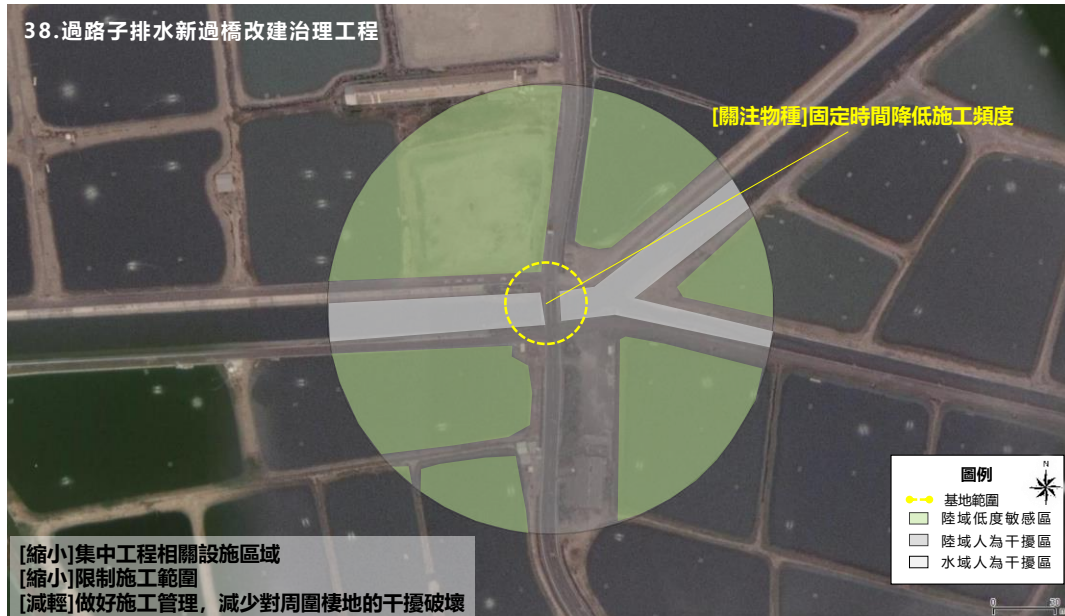 38.過路子排水新過橋改建治理工程
[關注物種]固定時間降低施工頻度
圖例
N
基地範圍
陸域低度敏感區
陸域人為干擾區
水域人為干擾區
[縮小]集中工程相關設施區域
[縮小]限制施工範圍
[減輕]做好施工管理，減少對周圍棲地的干擾破壞
0 30